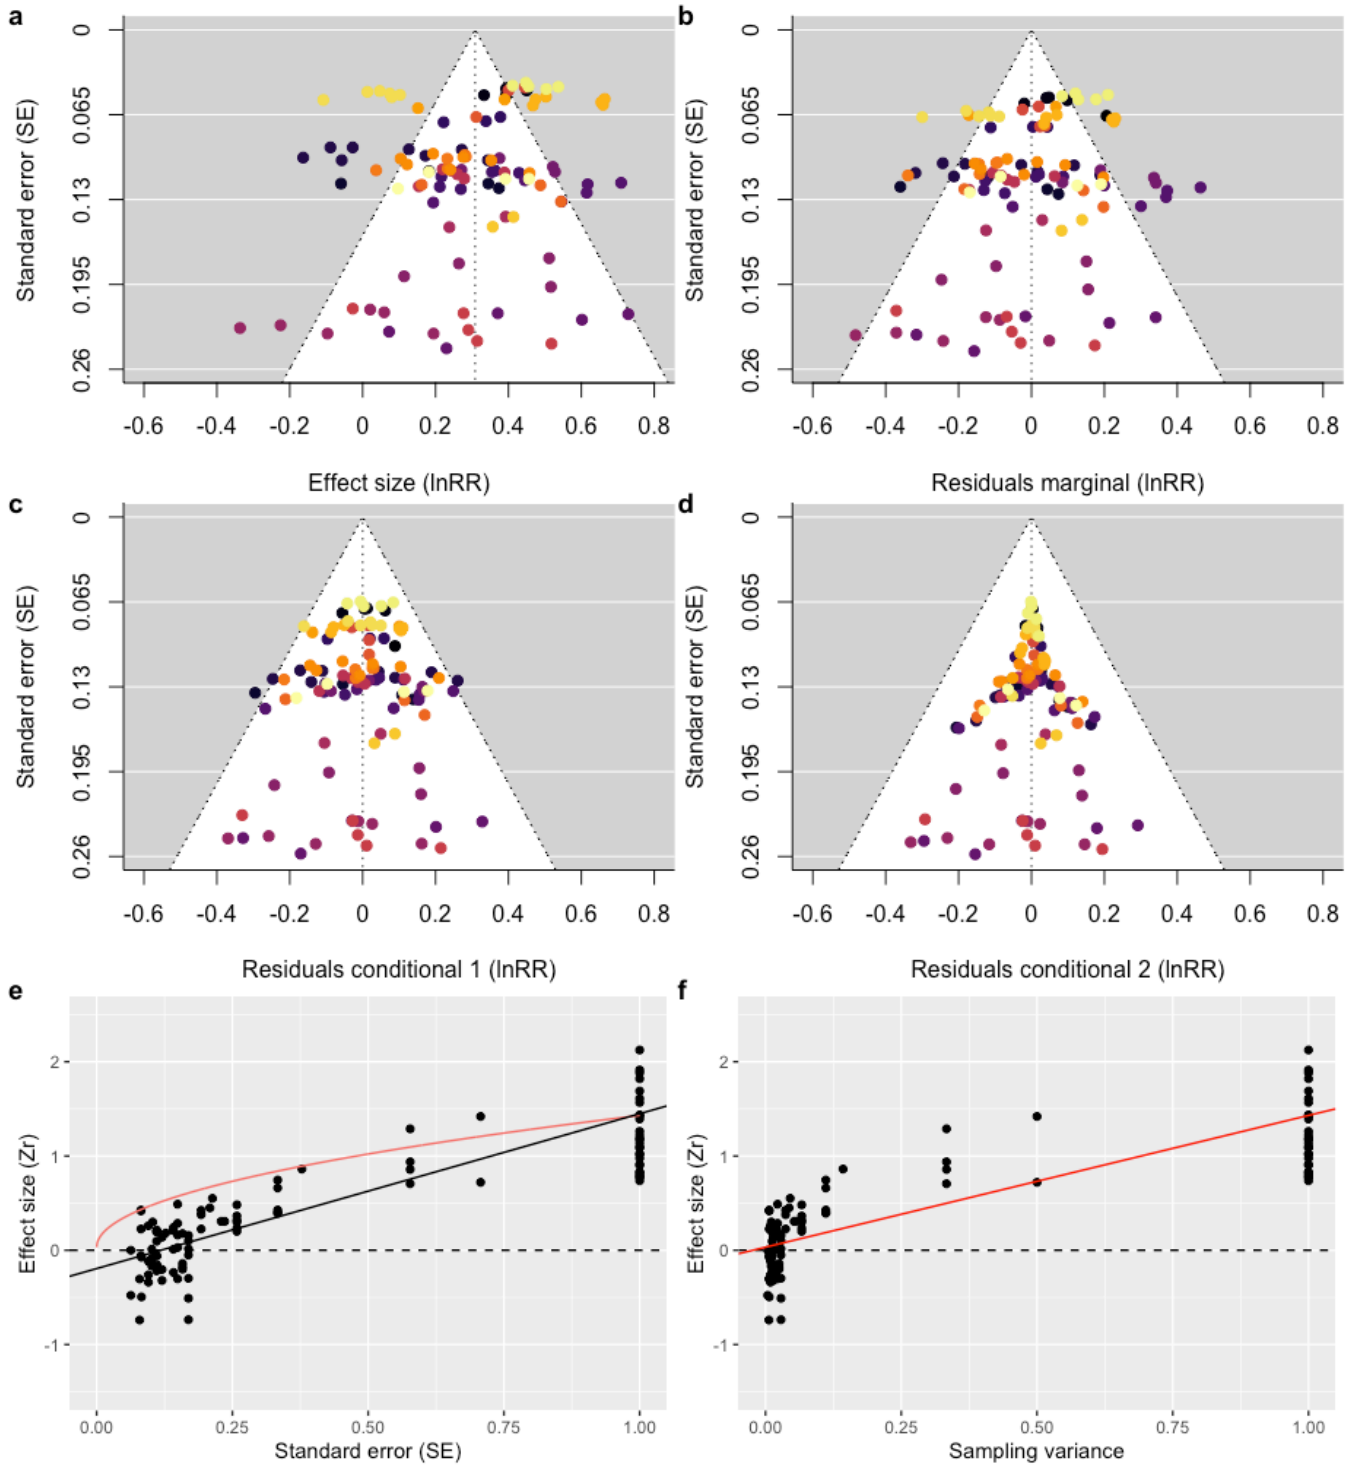 a
b
Standard error (SE)
0
0.065
0.13
0.195
0.26
-0.6 -0.4 -0.2 0 0.2 0.4 0.6 0.8
Effect size (lnRR)
Standard error (SE)
0
0.065
0.13
0.195
0.26
-0.6 -0.4 -0.2 0 0.2 0.4 0.6 0.8
Residuals marginal (lnRR)
c
d
Standard error (SE)
0
0.065
0.13
0.195
0.26
-0.6 -0.4 -0.2 0 0.2 0.4 0.6 0.8
Residuals conditional 1 (lnRR)
Standard error (SE)
0
0.065
0.13
0.195
0.26
-0.6 -0.4 -0.2 0 0.2 0.4 0.6 0.8
Residuals conditional 2 (lnRR)
e
f
Effect size (Zr)
2
1
0
-1
0.00 0.25 0.50 0.75 1.00
Standard error (SE)
Effect size (Zr)
2
1
0
-1
0.00 0.25 0.50 0.75 1.00
Sampling variance